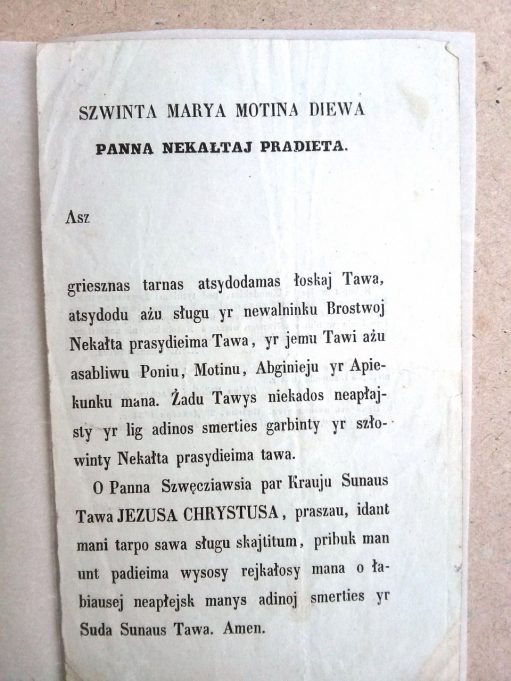 SZWINTA MARYA MOTINA DIEWA
PANNA NEKAŁTAJ PRADIETA.
Asz
griesznas tarnas atsydodamas łoskaj Tawa,
atsydodu ażu sługu yr newalninku Brostwoj
Nekałta prasydieima Tawa, yr jemu Tawi ażu
asabliwu Poniu, Motinu, Abginieju yr Apie-
kunku mana. Żadu Tawys niekados neapłaj-
sty yr lig adinos smerties garbinty yr szło-
winty Nekałta prasydieima tawa.
O Panna Szwęcziawsia par Krauju Sunaus
Tawa JEZUSA CHRYSTUSA, praszau, idant
mani tarpo sawa sługu skajtitum, pribuk man
unt padieima wysosy rejkałosy mana o ła-
biausej neapłejsk manys adinoj smerties yr
Suda Sunaus Tawa. Amen.